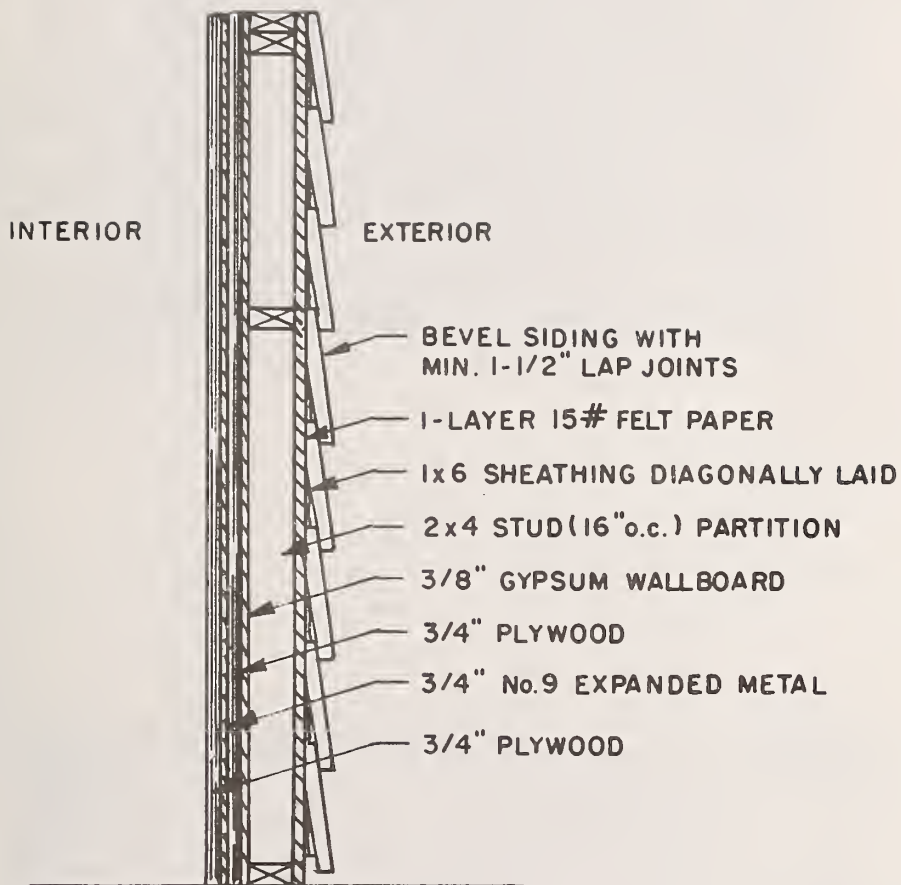 INTERIOR
EXTERIOR
BEVEL SIDING WITH
MIN. 1-1/2" LAP JOINTS
1-LAYER 15# FELT PAPER
1x6 SHEATHING DIAGONALLY LAID
2x4 STUD(16"o.c.) PARTITION
3/8" GYPSUM WALLBOARD
3/4" PLYWOOD
3/4" No.9 EXPANDED METAL
3/4" PLYWOOD